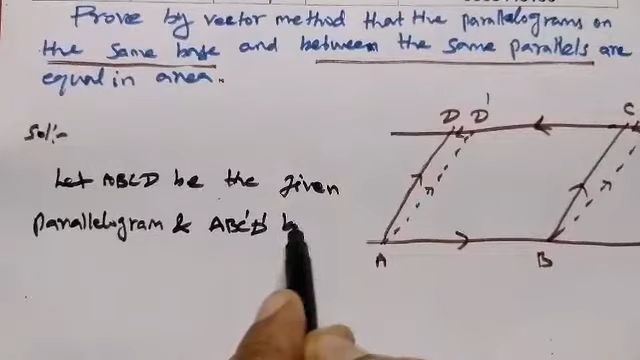 Prove by vector method that the parallelograms on
the same base and between the same parallels are
equal in area.
Sol:-
D D' C
Let ABCD be the given
parallelogram & ABC'D' b
A B